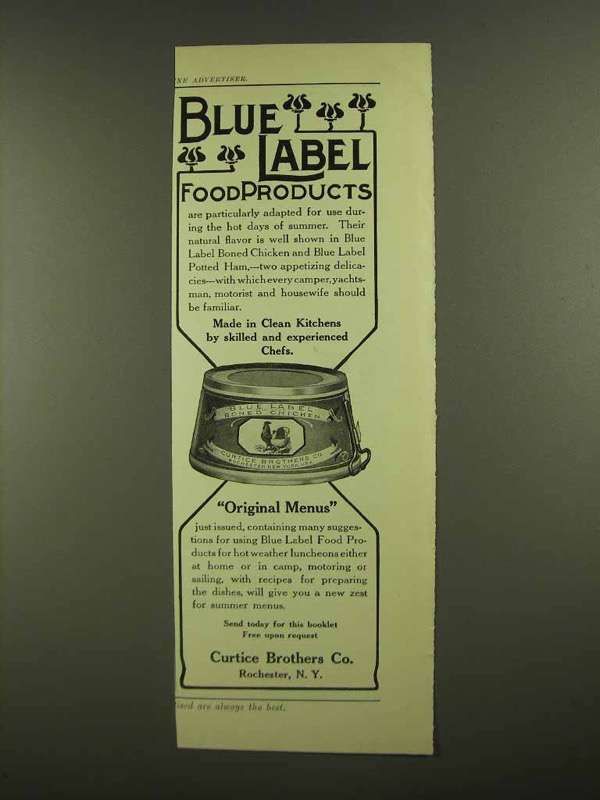 NE ADVERTISER.
BLUE
LABEL
FOOD PRODUCTS
are particularly adapted for use dur-
ing the hot days of summer. Their
natural flavor is well shown in Blue
Label Boned Chicken and Blue Label
Potted Ham,—two appetizing delica-
cies—with which every camper, yachts-
man, motorist and housewife should
be familiar.
Made in Clean Kitchens
by skilled and experienced
Chefs.
BLUE LABEL
BONED CHICKEN
CURTICE BROTHERS CO.
ROCHESTER NEW YORK, U.S.A.
"Original Menus"
just issued, containing many sugges-
tions for using Blue Label Food Pro-
ducts for hot weather luncheons either
at home or in camp, motoring or
sailing, with recipes for preparing
the dishes, will give you a new zest
for summer menus.
Send today for this booklet
Free upon request
Curtice Brothers Co.
Rochester, N. Y.
ised are always the best.